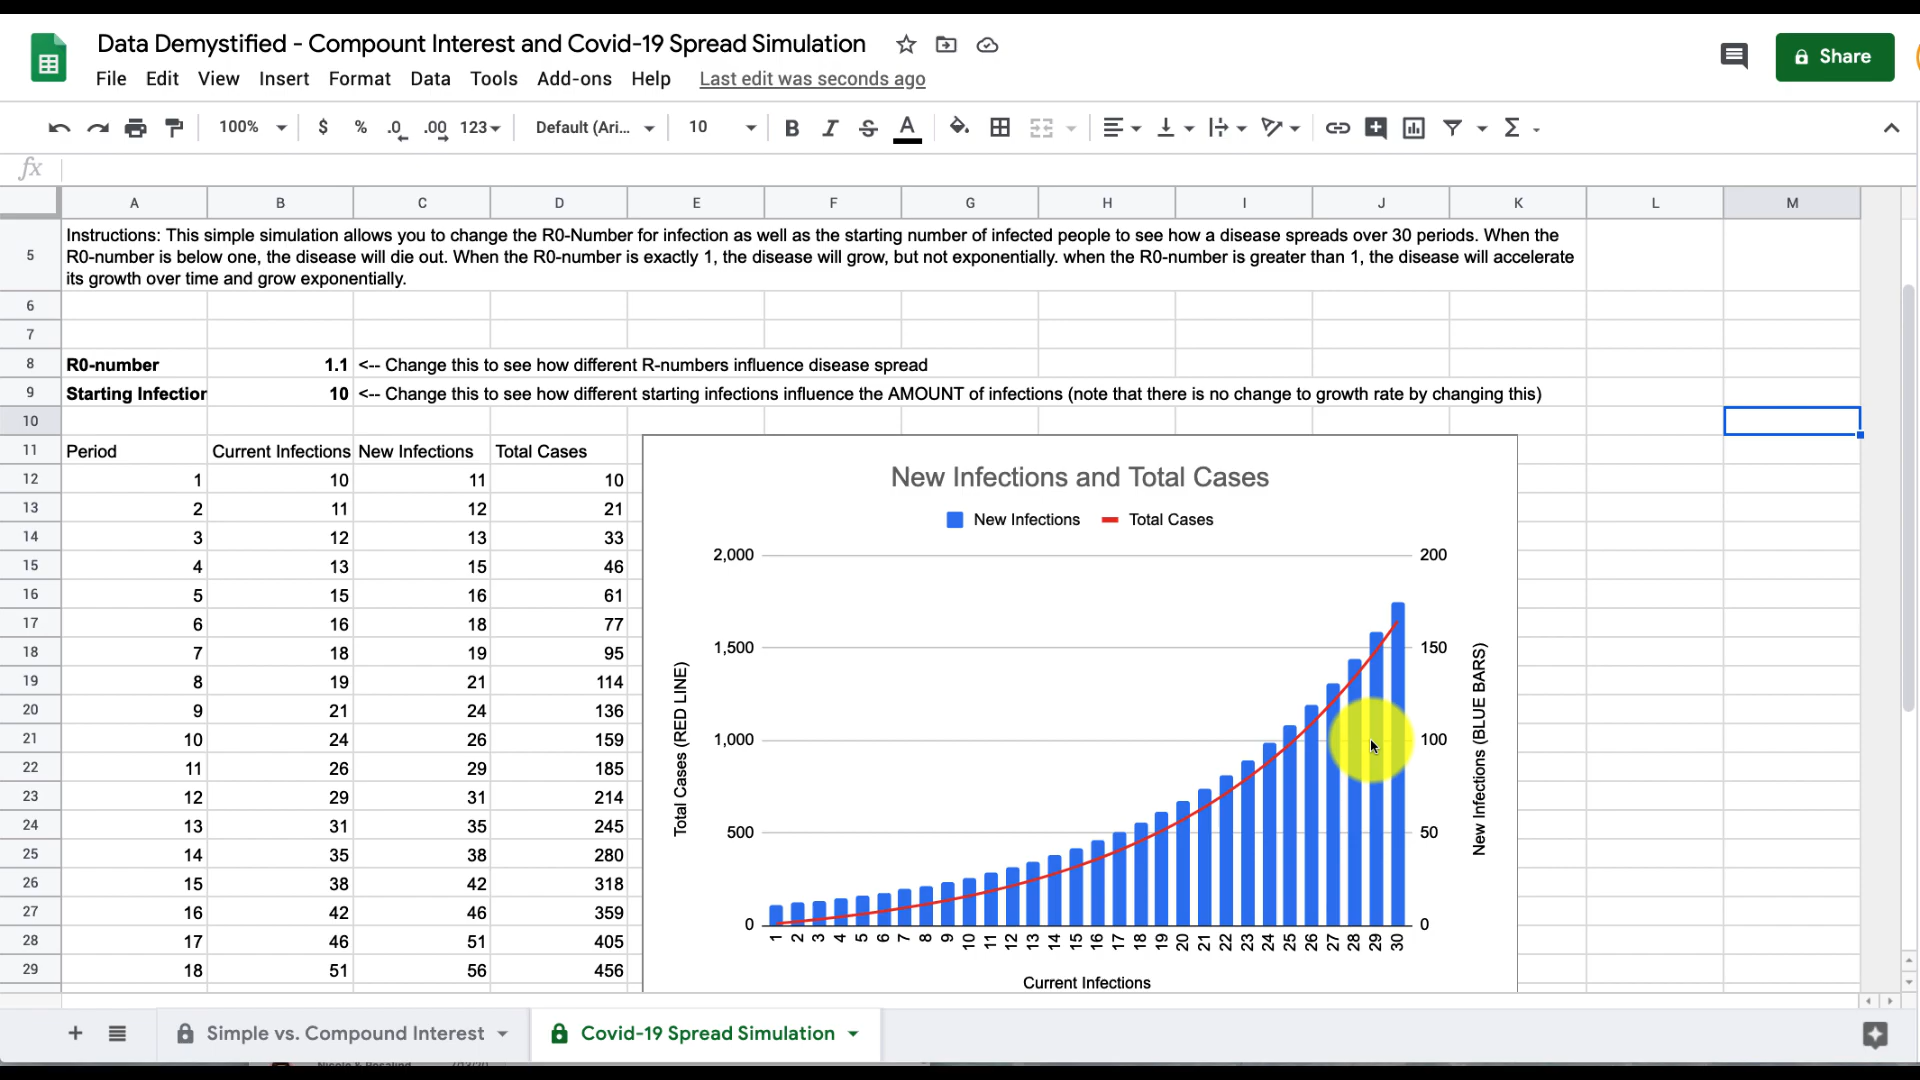 Data Demystified - Compount Interest and Covid-19 Spread Simulation
File Edit View Insert Format Data Tools Add-ons Help Last edit was seconds ago
Share
100% $ % .0 .00 123 Default (Ari... 10 B I S A Σ
fx
A B C D E F G H I J K L M
5 Instructions: This simple simulation allows you to change the R0-Number for infection as well as the starting number of infected people to see how a disease spreads over 30 periods. When the
R0-number is below one, the disease will die out. When the R0-number is exactly 1, the disease will grow, but not exponentially. when the R0-number is greater than 1, the disease will accelerate
its growth over time and grow exponentially.
6
7
8 R0-number 1.1 <-- Change this to see how different R-numbers influence disease spread
9 Starting Infection 10 <-- Change this to see how different starting infections influence the AMOUNT of infections (note that there is no change to growth rate by changing this)
10
11 Period Current Infections New Infections Total Cases
12 1 10 11 10
13 2 11 12 21
14 3 12 13 33
15 4 13 15 46
16 5 15 16 61
17 6 16 18 77
18 7 18 19 95
19 8 19 21 114
20 9 21 24 136
21 10 24 26 159
22 11 26 29 185
23 12 29 31 214
24 13 31 35 245
25 14 35 38 280
26 15 38 42 318
27 16 42 46 359
28 17 46 51 405
29 18 51 56 456
New Infections and Total Cases
New Infections Total Cases
2,000 200
1,500 150
1,000 100
500 50
0 0
Total Cases (RED LINE)
New Infections (BLUE BARS)
1 2 3 4 5 6 7 8 9 10 11 12 13 14 15 16 17 18 19 20 21 22 23 24 25 26 27 28 29 30
Current Infections
Simple vs. Compound Interest Covid-19 Spread Simulation